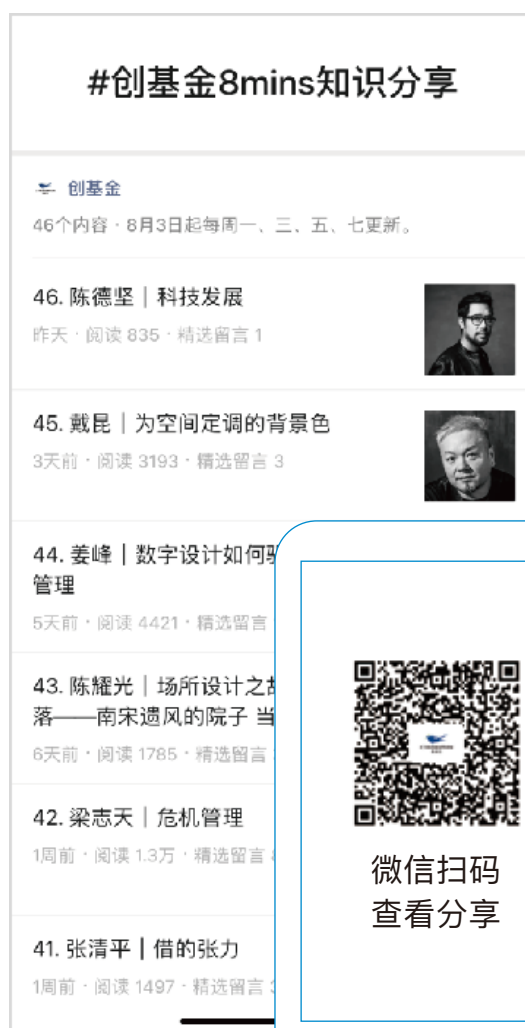 #创基金8mins知识分享
创基金
46个内容 · 8月3日起每周一、三、五、七更新。
46. 陈德坚｜科技发展
昨天 · 阅读 835 · 精选留言 1
45. 戴昆｜为空间定调的背景色
3天前 · 阅读 3193 · 精选留言 3
44. 姜峰｜数字设计如何
管理
5天前 · 阅读 4421 · 精选留言
43. 陈耀光｜场所设计之
落——南宋遗风的院子 当
6天前 · 阅读 1785 · 精选留言
42. 梁志天｜危机管理
1周前 · 阅读 1.3万 · 精选留言
41. 张清平｜借的张力
1周前 · 阅读 1497 · 精选留言
微信扫码
查看分享